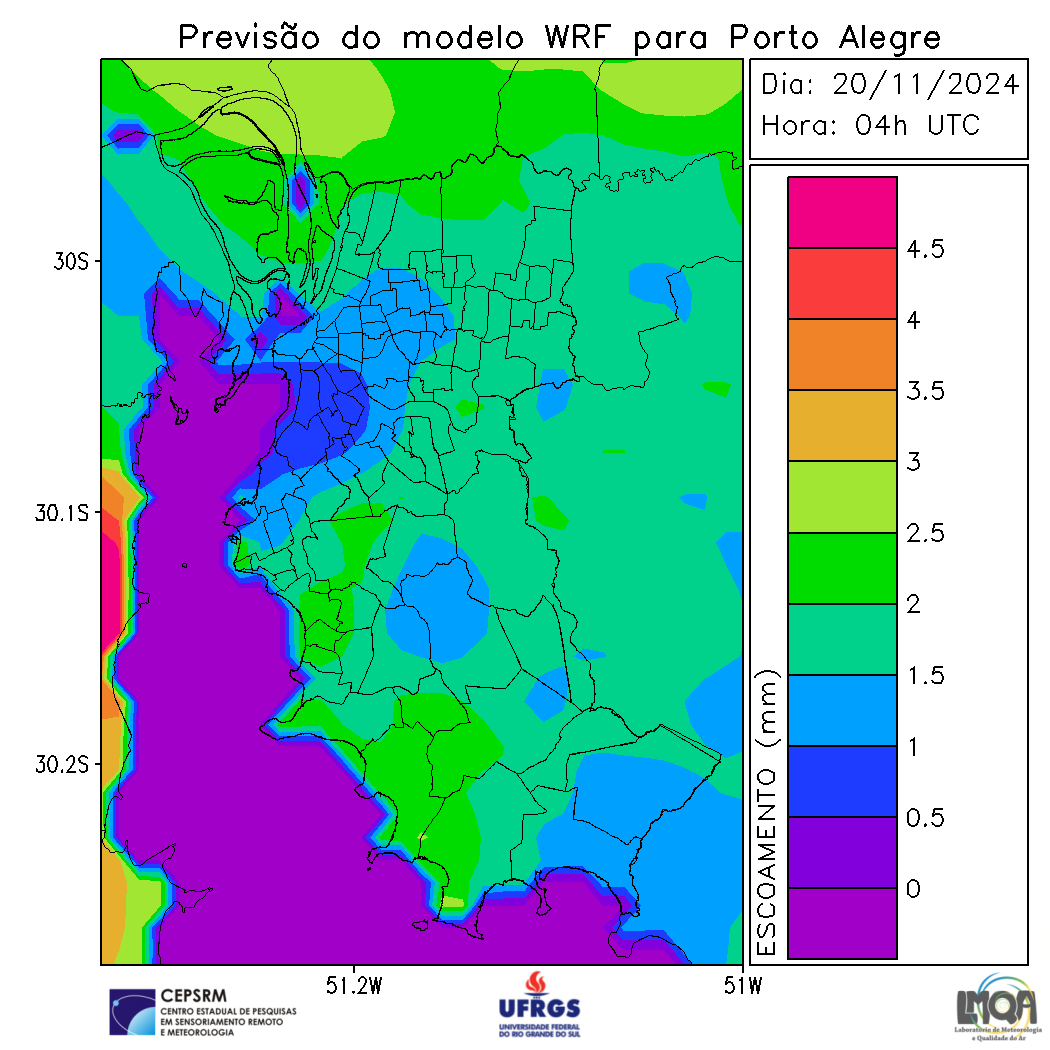 Previsão do modelo WRF para Porto Alegre
Dia: 20/11/2024
Hora: 04h UTC
30S
30.1S
30.2S
51.2W
51W
ESCOAMENTO (mm)
4.5
4
3.5
3
2.5
2
1.5
1
0.5
0
CEPSRM
CENTRO ESTADUAL DE PESQUISAS
EM SENSORIAMENTO REMOTO
E METEOROLOGIA
UFRGS
UNIVERSIDADE FEDERAL
DO RIO GRANDE DO SUL
LMQA
Laboratório de Meteorologia
e Qualidade do Ar